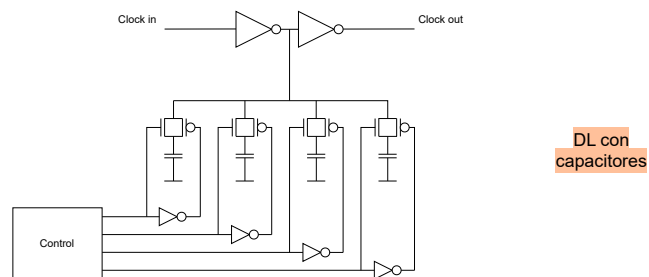 Clock in
Clock out
DL con
capacitores
Control